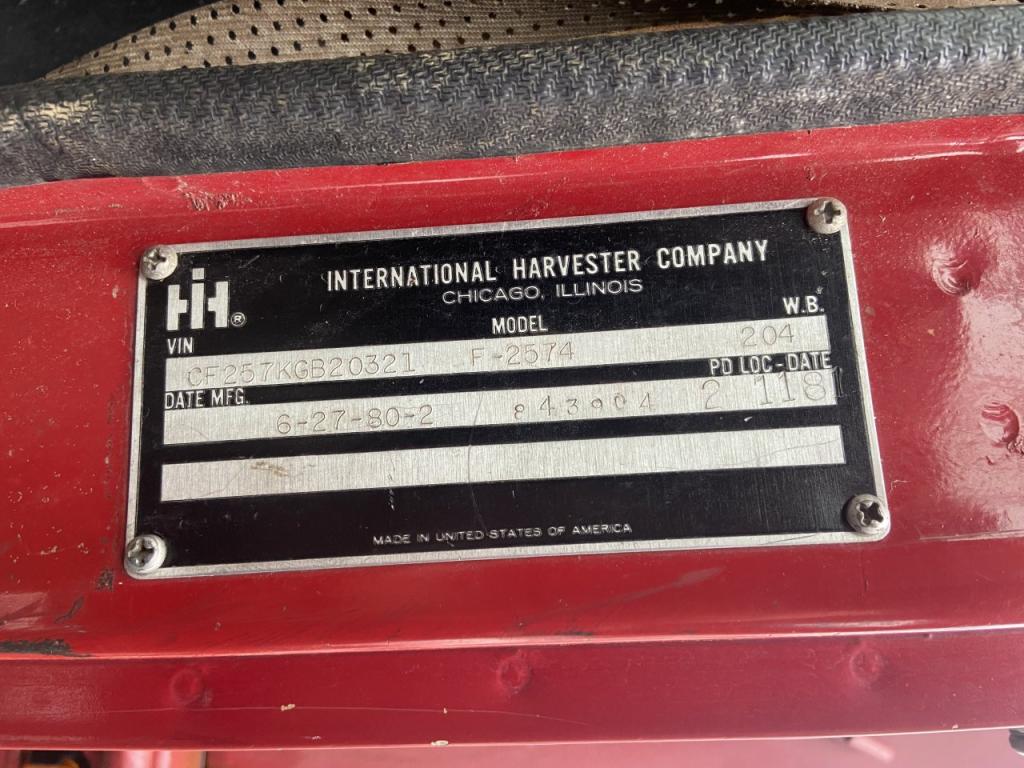 INTERNATIONAL HARVESTER COMPANY
CHICAGO, ILLINOIS
IH ®
VIN MODEL W.B.
CF257KGB20321 F-2574 204
DATE MFG. PD LOC-DATE
6-27-80-2 843904 2 1181
MADE IN UNITED STATES OF AMERICA